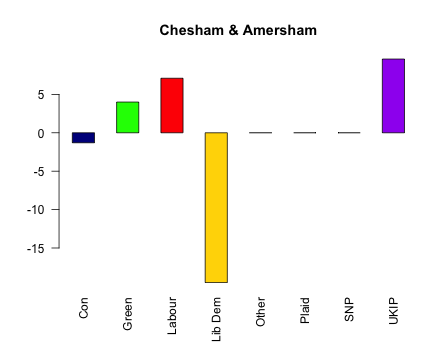 Chesham & Amersham
5
0
-5
-10
-15
Con
Green
Labour
Lib Dem
Other
Plaid
SNP
UKIP